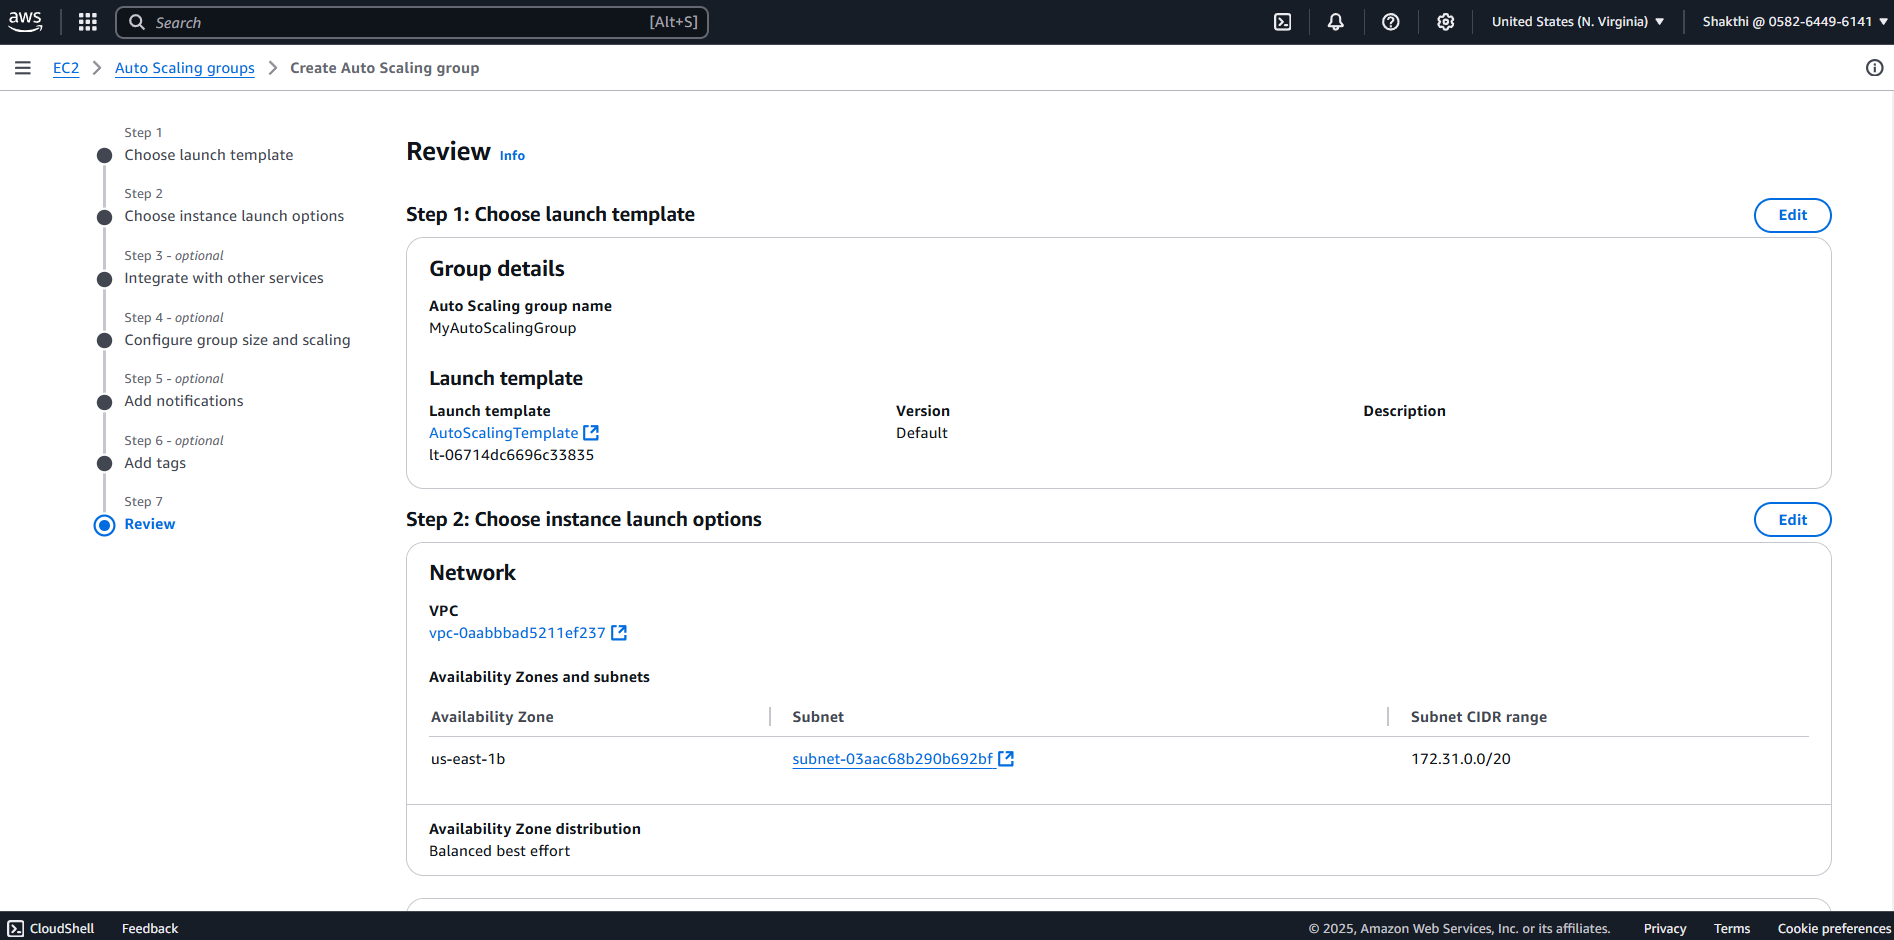 aws
Search [Alt+S]
United States (N. Virginia) ▼
Shakthi @ 0582-6449-6141 ▼
EC2 > Auto Scaling groups > Create Auto Scaling group
Step 1
Choose launch template
Step 2
Choose instance launch options
Step 3 - optional
Integrate with other services
Step 4 - optional
Configure group size and scaling
Step 5 - optional
Add notifications
Step 6 - optional
Add tags
Step 7
Review
Review Info
Step 1: Choose launch template
Edit
Group details
Auto Scaling group name
MyAutoScalingGroup
Launch template
Launch template Version Description
AutoScalingTemplate Default
lt-06714dc6696c33835
Step 2: Choose instance launch options
Edit
Network
VPC
vpc-0aabbbad5211ef237
Availability Zones and subnets
Availability Zone Subnet Subnet CIDR range
us-east-1b subnet-03aac68b290b692bf 172.31.0.0/20
Availability Zone distribution
Balanced best effort
CloudShell Feedback © 2025, Amazon Web Services, Inc. or its affiliates. Privacy Terms Cookie preferences